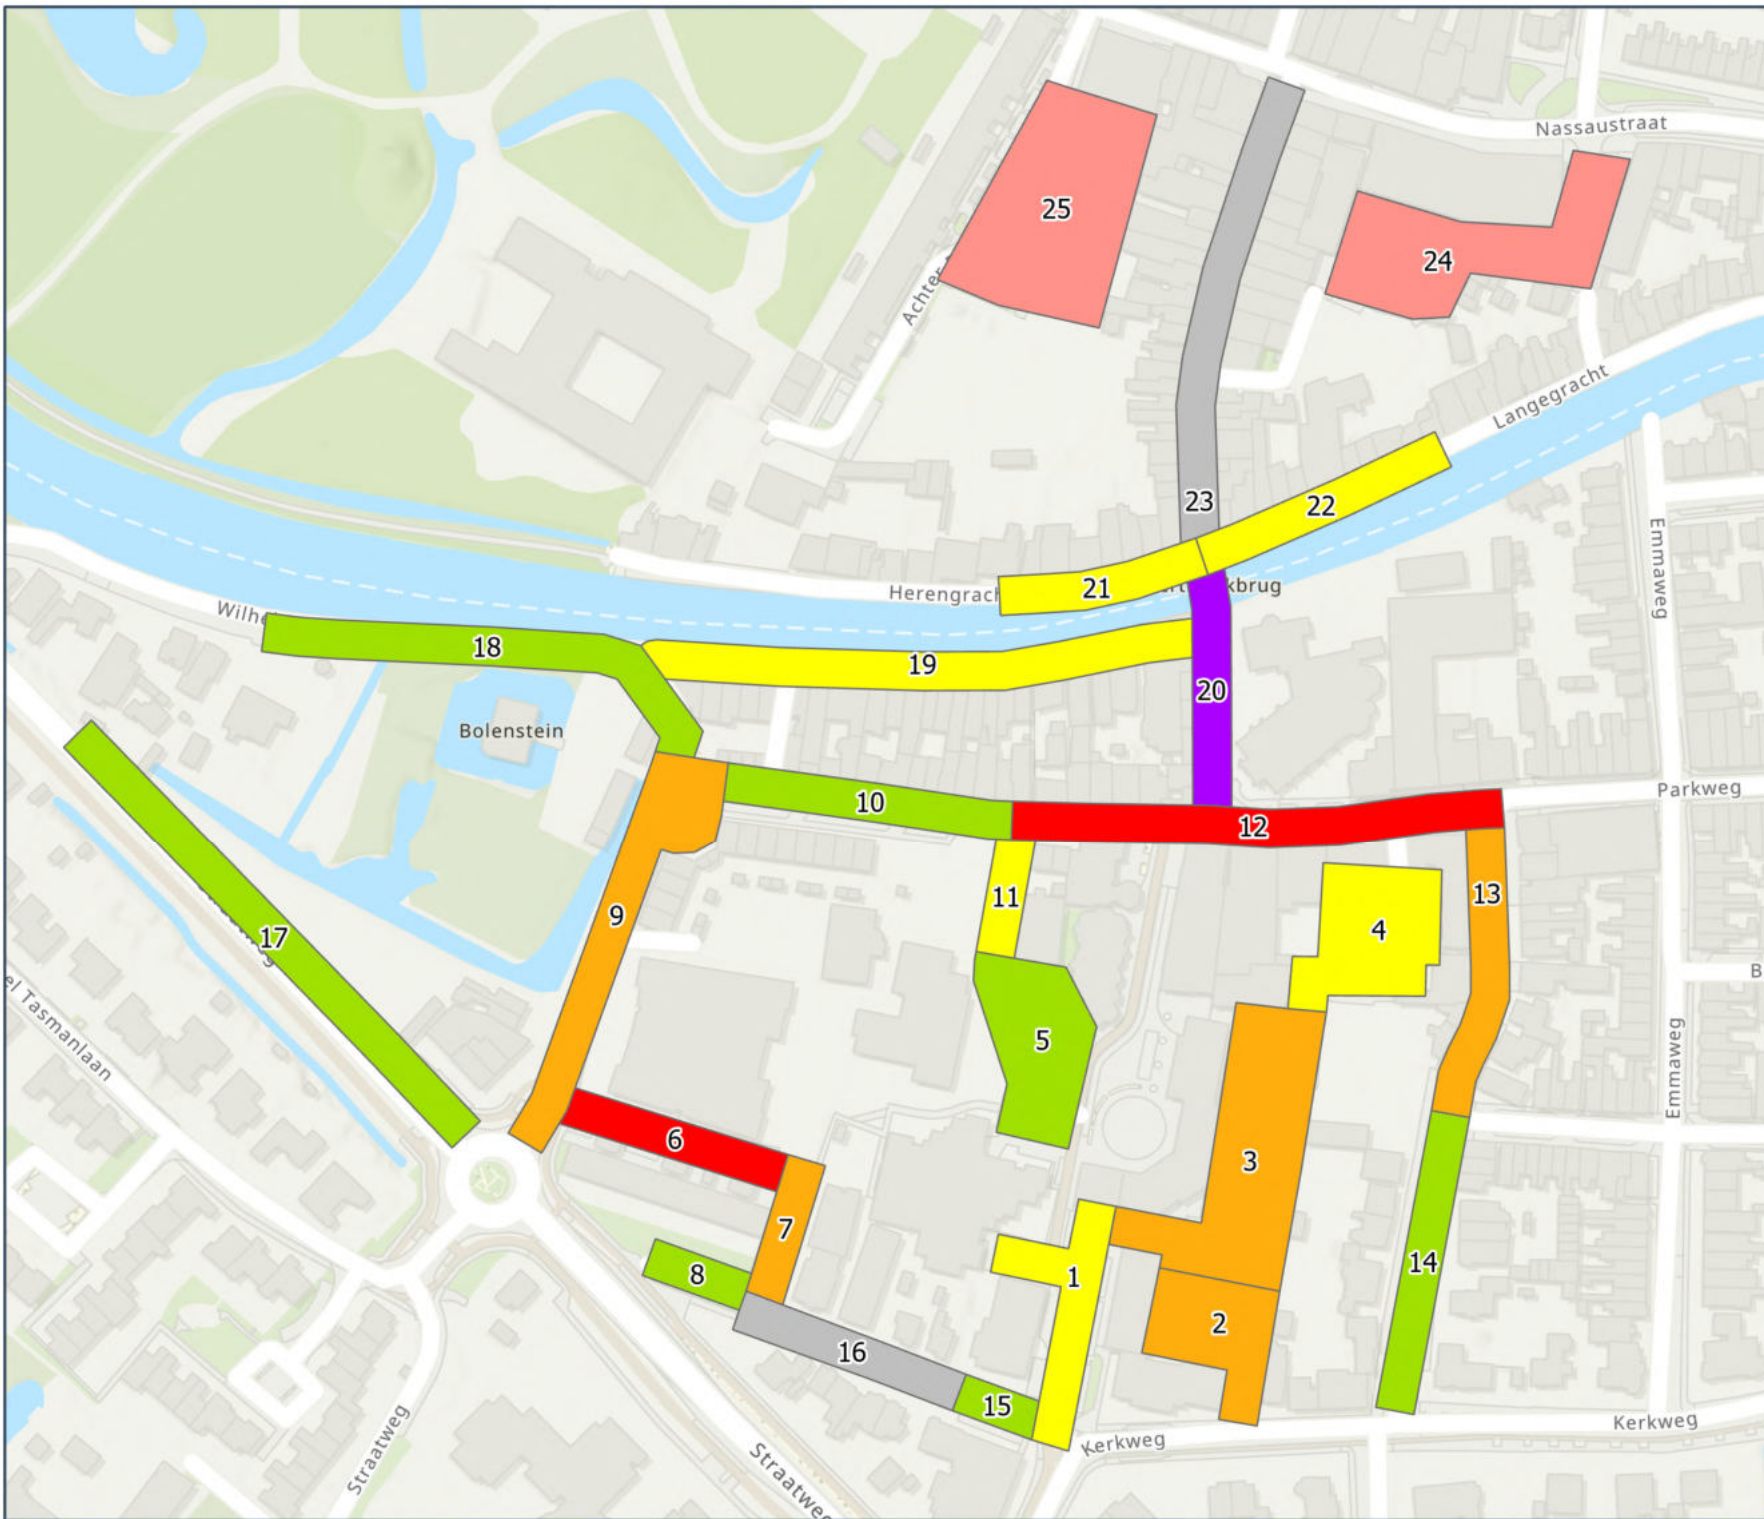 Nassaustraat
25
24
Achter
Langegracht
23
22
Emmaweg
Herengrach
21
kbrug
Wilhe
18
19
20
Bolenstein
Parkweg
10
12
11
13
9
4
17
el Tasmanlaan
B
5
Emmaweg
6
3
7
8
1
14
2
16
15
Kerkweg
Kerkweg
Straatweg
Straatweg